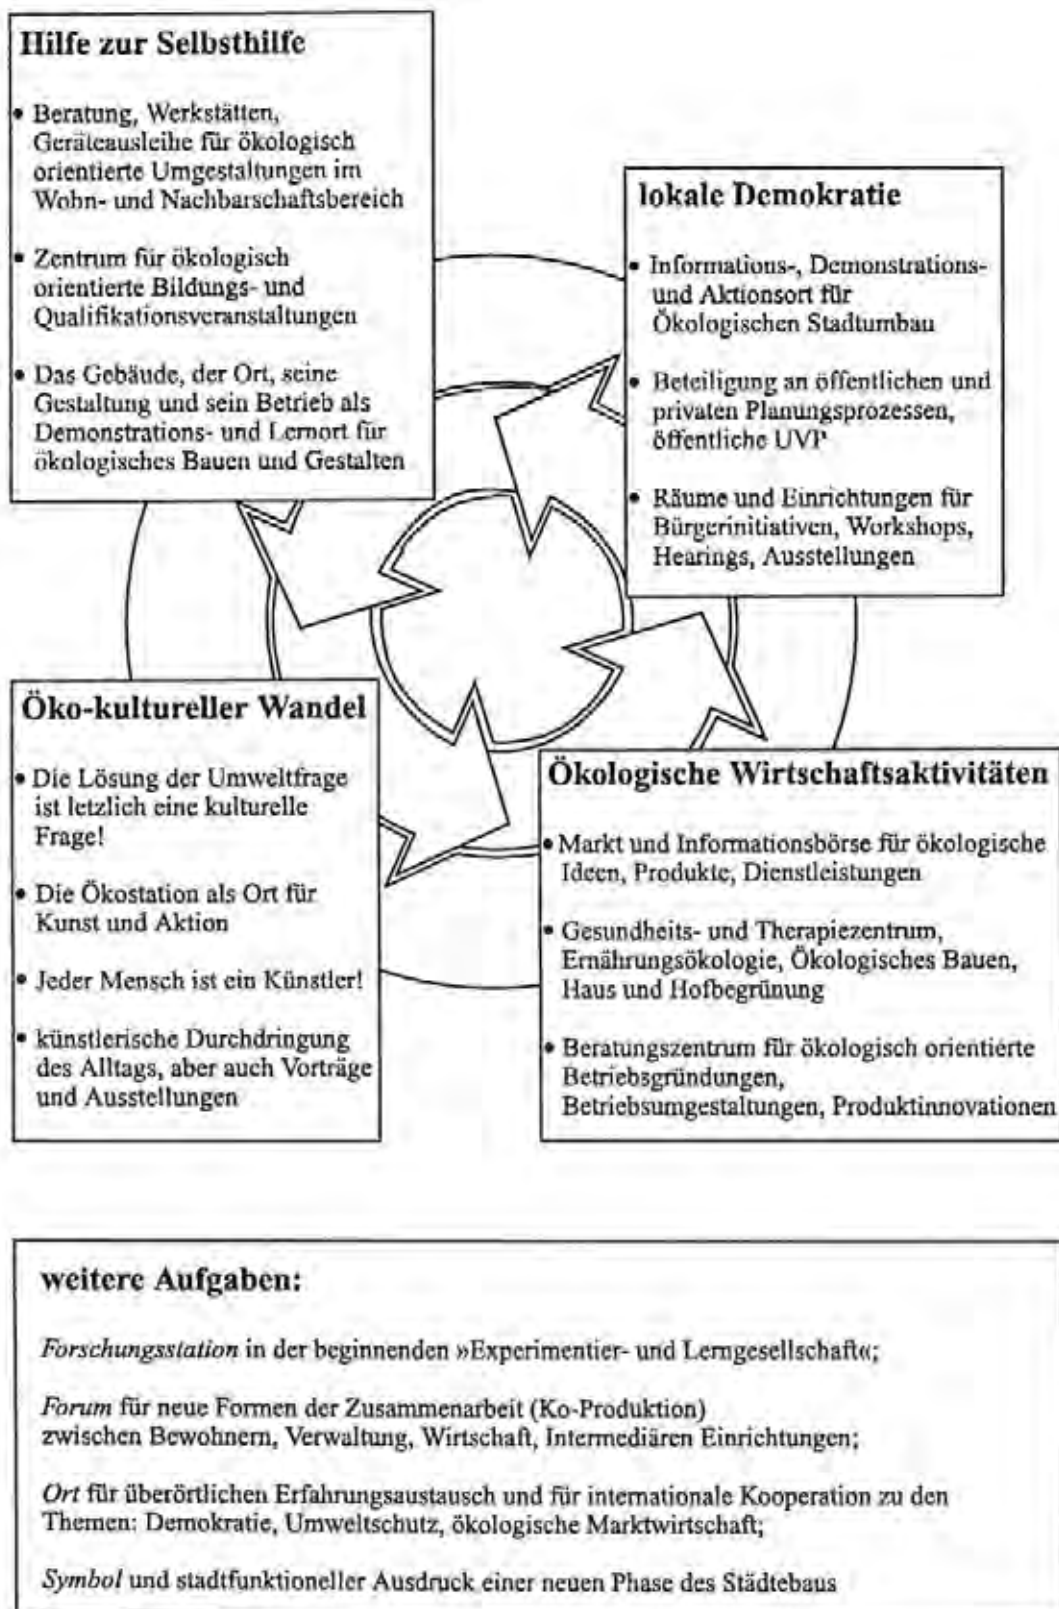 Hilfe zur Selbsthilfe
• Beratung, Werkstätten,
Geräteausleihe für ökologisch
orientierte Umgestaltungen im
Wohn- und Nachbarschaftsbereich
• Zentrum für ökologisch
orientierte Bildungs- und
Qualifikationsveranstaltungen
• Das Gebäude, der Ort, seine
Gestaltung und sein Betrieb als
Demonstrations- und Lernort für
ökologisches Bauen und Gestalten
lokale Demokratie
• Informations-, Demonstrations-
und Aktionsort für
Ökologischen Stadtumbau
• Beteiligung an öffentlichen und
privaten Planungsprozessen,
öffentliche UVP
• Räume und Einrichtungen für
Bürgerinitiativen, Workshops,
Hearings, Ausstellungen
Öko-kultureller Wandel
• Die Lösung der Umweltfrage
ist letzlich eine kulturelle
Frage!
• Die Ökostation als Ort für
Kunst und Aktion
• Jeder Mensch ist ein Künstler!
• künstlerische Durchdringung
des Alltags, aber auch Vorträge
und Ausstellungen
Ökologische Wirtschaftsaktivitäten
• Markt und Informationsbörse für ökologische
Ideen, Produkte, Dienstleistungen
• Gesundheits- und Therapiezentrum,
Ernährungsökologie, Ökologisches Bauen,
Haus und Hofbegrünung
• Beratungszentrum für ökologisch orientierte
Betriebsgründungen,
Betriebsumgestaltungen, Produktinnovationen
weitere Aufgaben:
Forschungsstation in der beginnenden »Experimentier- und Lerngesellschaft«;
Forum für neue Formen der Zusammenarbeit (Ko-Produktion)
zwischen Bewohnern, Verwaltung, Wirtschaft, Intermediären Einrichtungen;
Ort für überörtlichen Erfahrungsaustausch und für internationale Kooperation zu den
Themen: Demokratie, Umweltschutz, ökologische Marktwirtschaft;
Symbol und stadtfunktioneller Ausdruck einer neuen Phase des Städtebaus